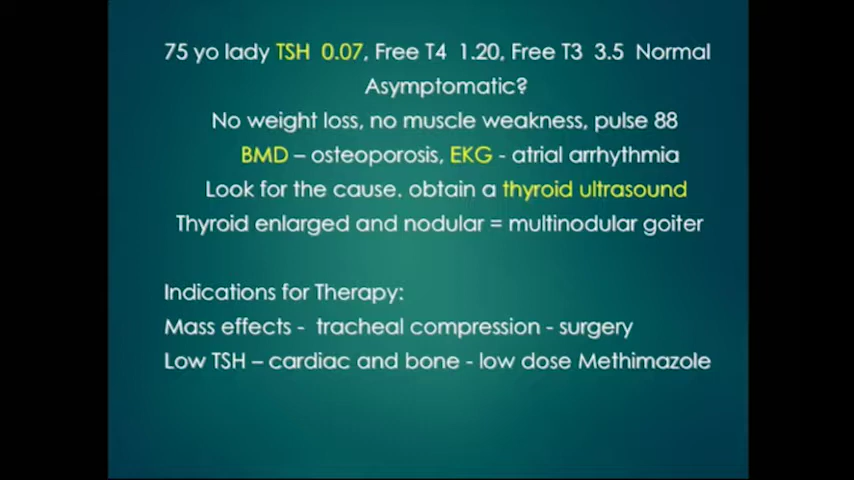 75 yo lady TSH 0.07, Free T4 1.20, Free T3 3.5 Normal
Asymptomatic?
No weight loss, no muscle weakness, pulse 88
BMD – osteoporosis, EKG - atrial arrhythmia
Look for the cause. obtain a thyroid ultrasound
Thyroid enlarged and nodular = multinodular goiter
Indications for Therapy:
Mass effects - tracheal compression - surgery
Low TSH – cardiac and bone - low dose Methimazole